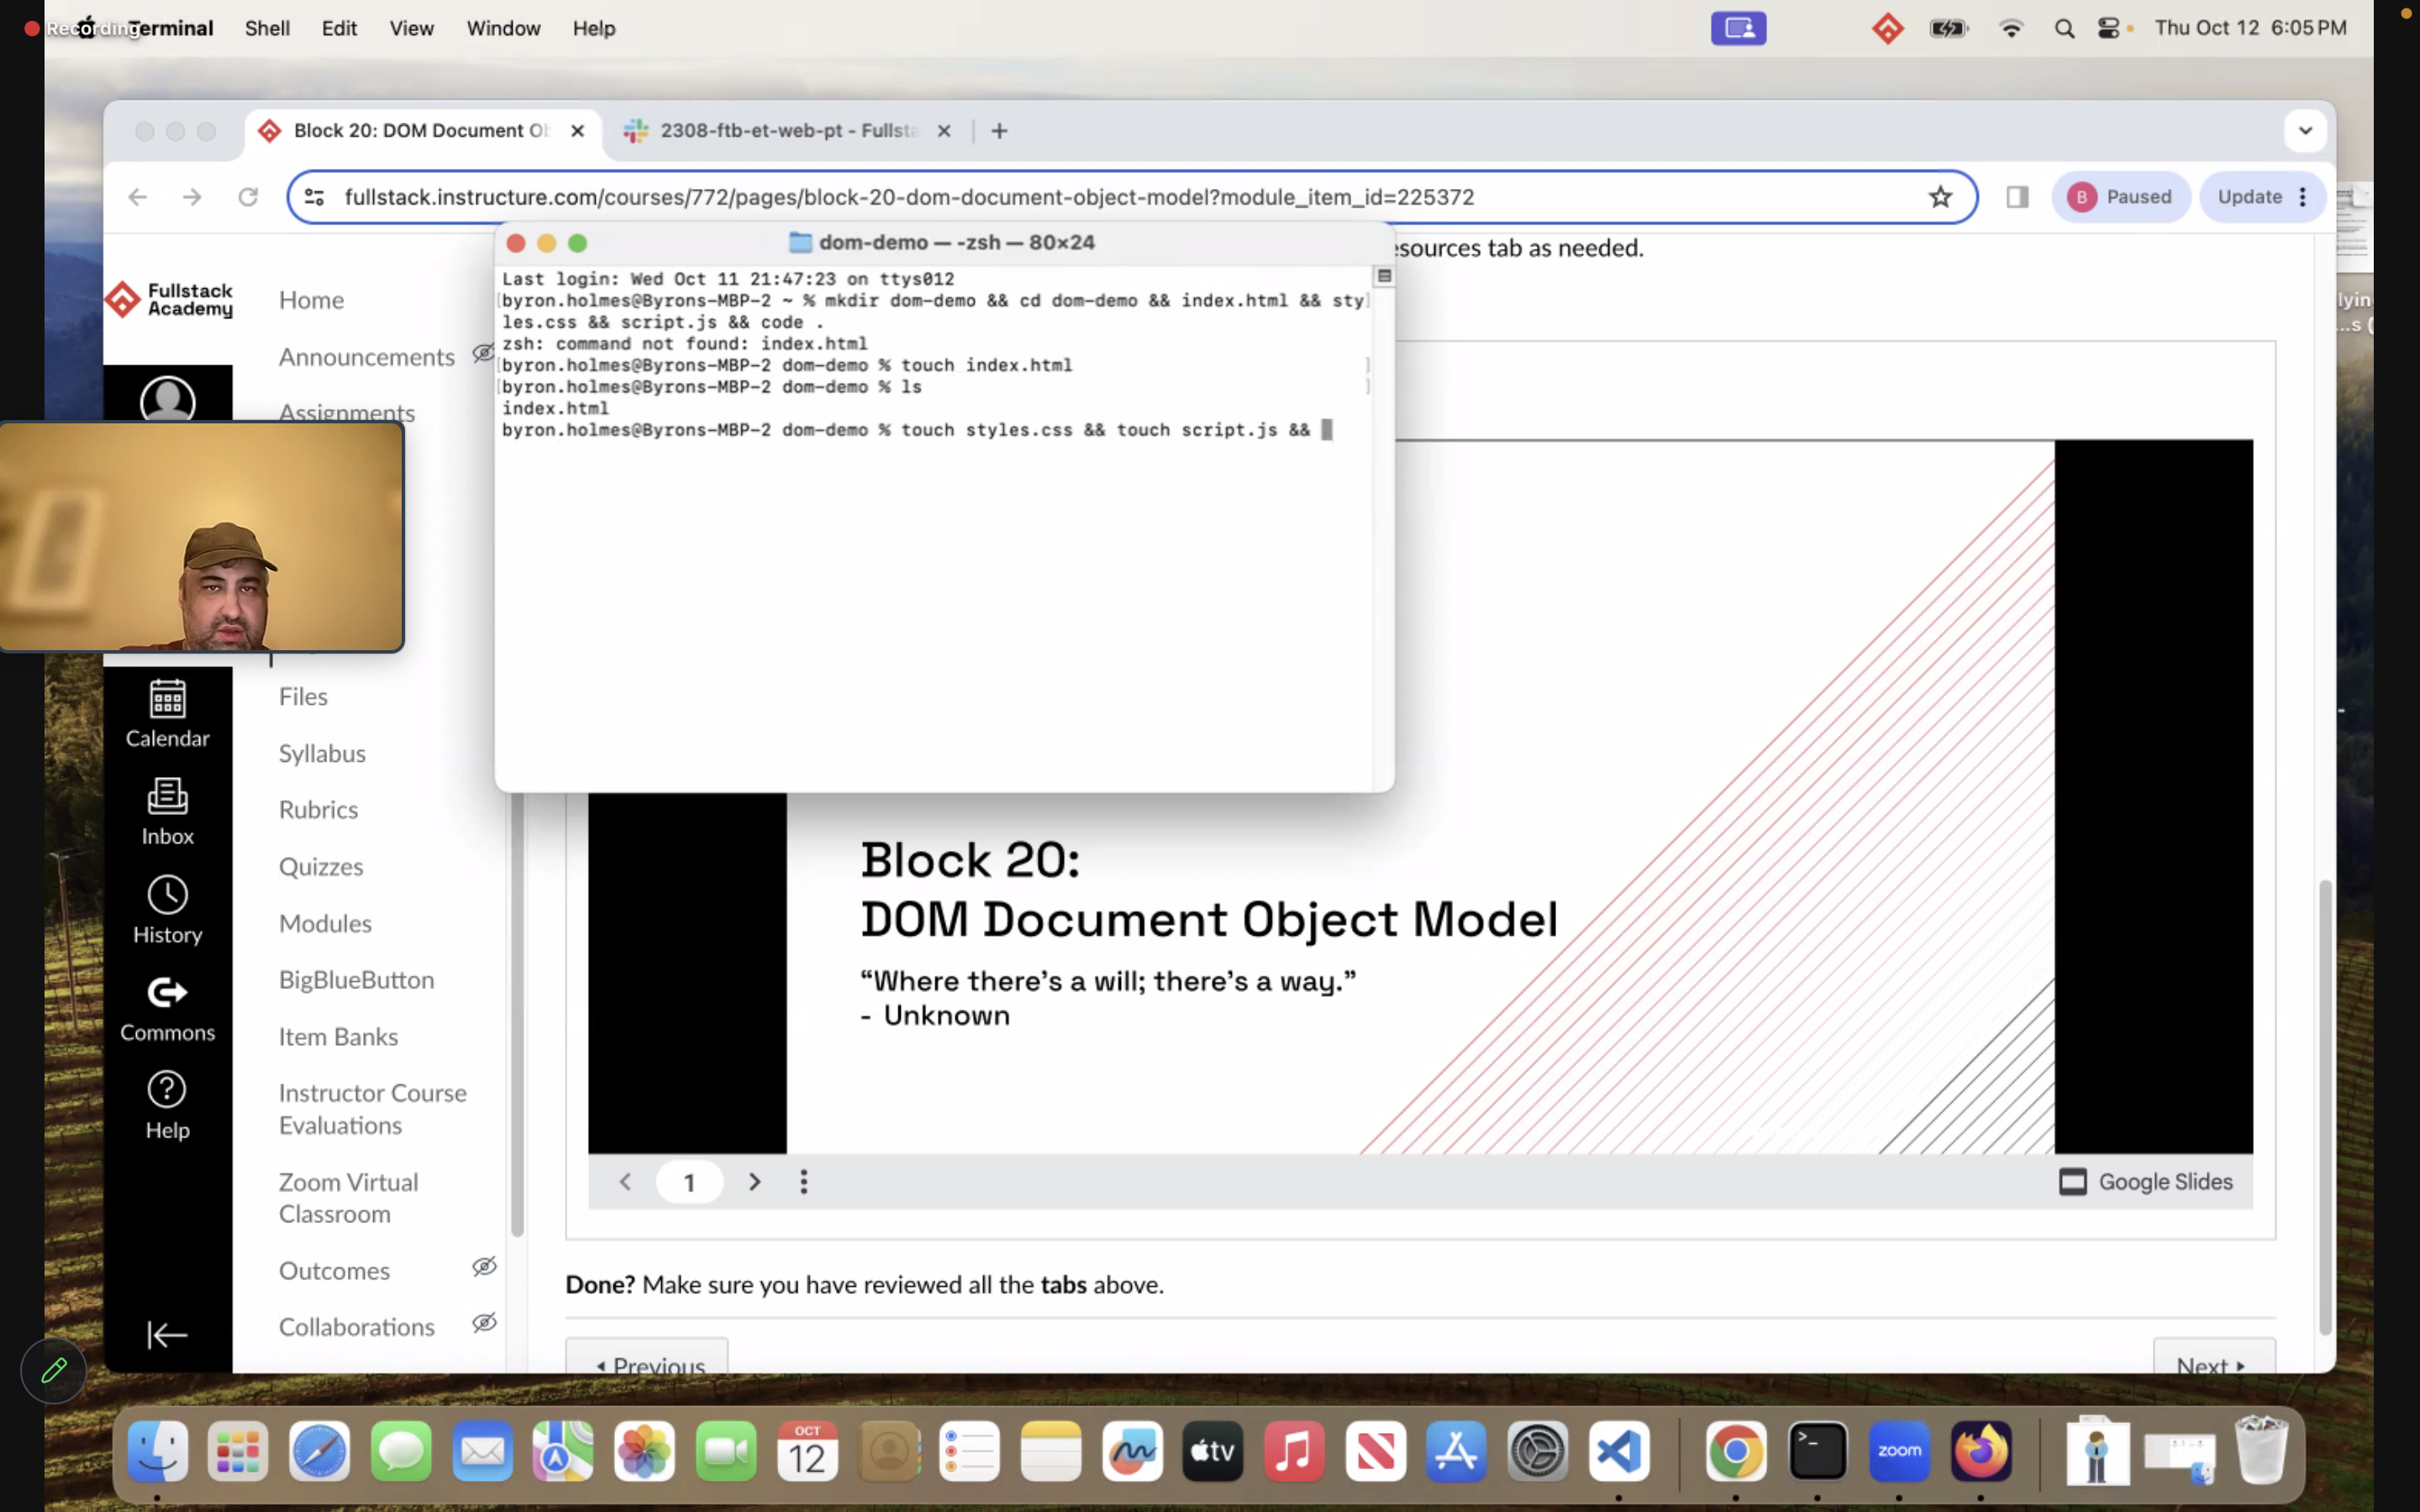 Recording
Terminal Shell Edit View Window Help
Thu Oct 12 6:05 PM
Block 20: DOM Document Ob
2308-ftb-et-web-pt - Fullsta
fullstack.instructure.com/courses/772/pages/block-20-dom-document-object-model?module_item_id=225372
B Paused
Update
dom-demo — -zsh — 80×24
Last login: Wed Oct 11 21:47:23 on ttys012
[byron.holmes@Byrons-MBP-2 ~ % mkdir dom-demo && cd dom-demo && index.html && sty]
les.css && script.js && code .
zsh: command not found: index.html
[byron.holmes@Byrons-MBP-2 dom-demo % touch index.html ]
[byron.holmes@Byrons-MBP-2 dom-demo % ls ]
index.html
byron.holmes@Byrons-MBP-2 dom-demo % touch styles.css && touch script.js &&
esources tab as needed.
Fullstack
Academy
Home
Announcements
Assignments
Files
Syllabus
Rubrics
Quizzes
Modules
BigBlueButton
Item Banks
Instructor Course
Evaluations
Zoom Virtual
Classroom
Outcomes
Collaborations
Calendar
Inbox
History
Commons
Help
lyin
...s (
Block 20:
DOM Document Object Model
“Where there’s a will; there’s a way.”
- Unknown
1
Google Slides
Done? Make sure you have reviewed all the tabs above.
Previous
Next
OCT
12
tv
>_
zoom